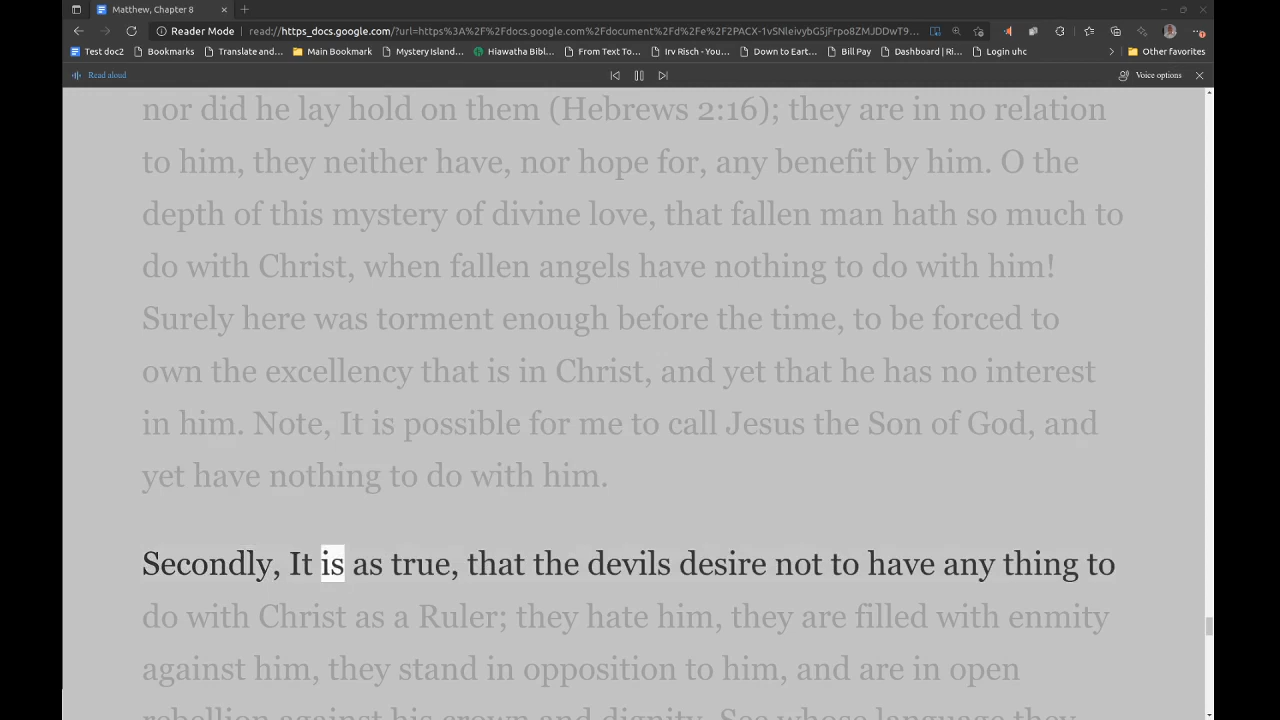 Matthew, Chapter 8
Reader Mode read://https_docs.google.com/?url=https%3A%2F%2Fdocs.google.com%2Fdocument%2Fd%2Fe%2F2PACX-1vSNleivybG5jFrpo8ZMJDDwT9...
Test doc2 Bookmarks Translate and... Main Bookmark Mystery Island... Hiawatha Bibl... From Text To... Irv Risch - You... Down to Eart... Bill Pay Dashboard | Ri... Login uhc Other favorites
Read aloud Voice options
nor did he lay hold on them (Hebrews 2:16); they are in no relation
to him, they neither have, nor hope for, any benefit by him. O the
depth of this mystery of divine love, that fallen man hath so much to
do with Christ, when fallen angels have nothing to do with him!
Surely here was torment enough before the time, to be forced to
own the excellency that is in Christ, and yet that he has no interest
in him. Note, It is possible for me to call Jesus the Son of God, and
yet have nothing to do with him.
Secondly, It is as true, that the devils desire not to have any thing to
do with Christ as a Ruler; they hate him, they are filled with enmity
against him, they stand in opposition to him, and are in open
rebellion against his crown and dignity. See whose language they